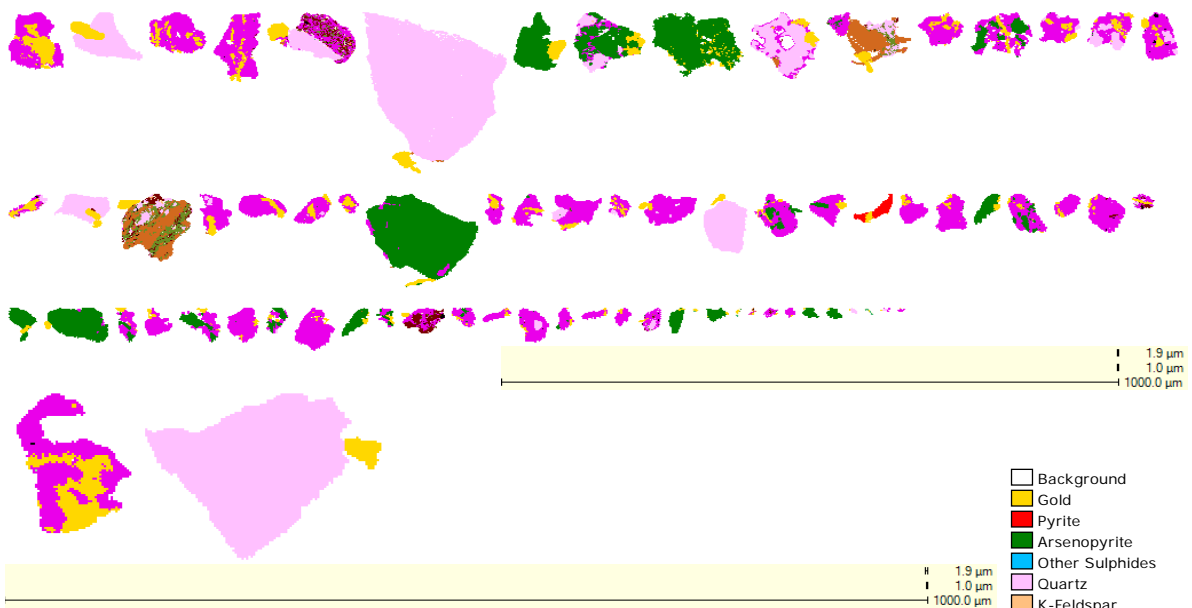 1.9 µm
1.0 µm
1000.0 µm
Background
Gold
Pyrite
Arsenopyrite
Other Sulphides
Quartz
K-Feldspar
1.9 µm
1.0 µm
1000.0 µm